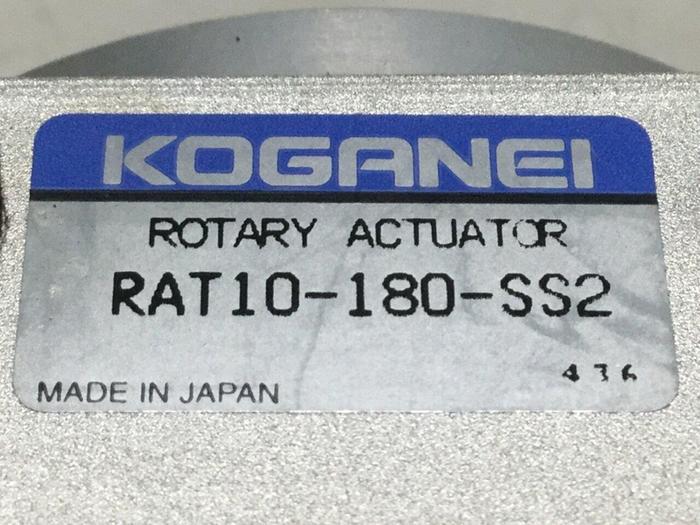 KOGANEI
ROTARY ACTUATOR
RAT10-180-SS2
436
MADE IN JAPAN